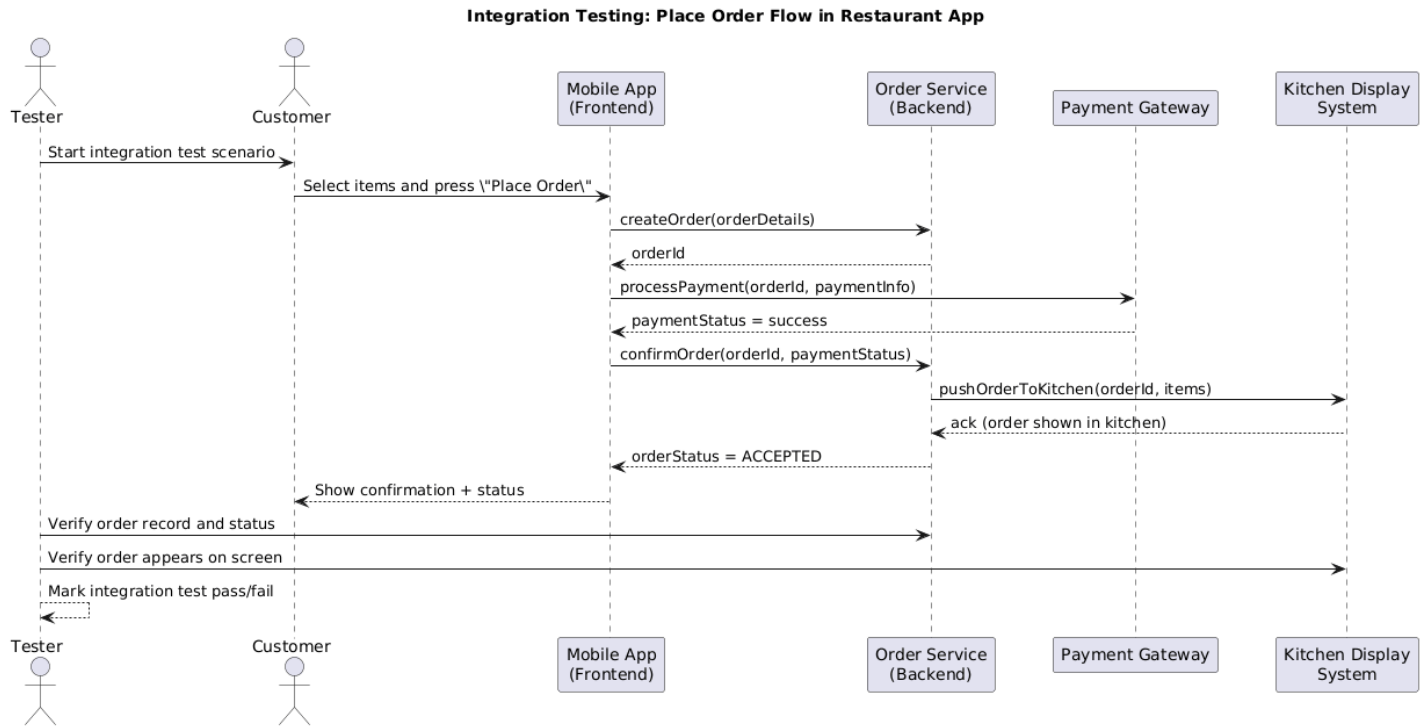 Integration Testing: Place Order Flow in Restaurant App
Tester
Customer
Mobile App
(Frontend)
Order Service
(Backend)
Payment Gateway
Kitchen Display
System
Start integration test scenario
Select items and press \"Place Order\"
createOrder(orderDetails)
orderId
processPayment(orderId, paymentInfo)
paymentStatus = success
confirmOrder(orderId, paymentStatus)
pushOrderToKitchen(orderId, items)
ack (order shown in kitchen)
orderStatus = ACCEPTED
Show confirmation + status
Verify order record and status
Verify order appears on screen
Mark integration test pass/fail
Tester
Customer
Mobile App
(Frontend)
Order Service
(Backend)
Payment Gateway
Kitchen Display
System